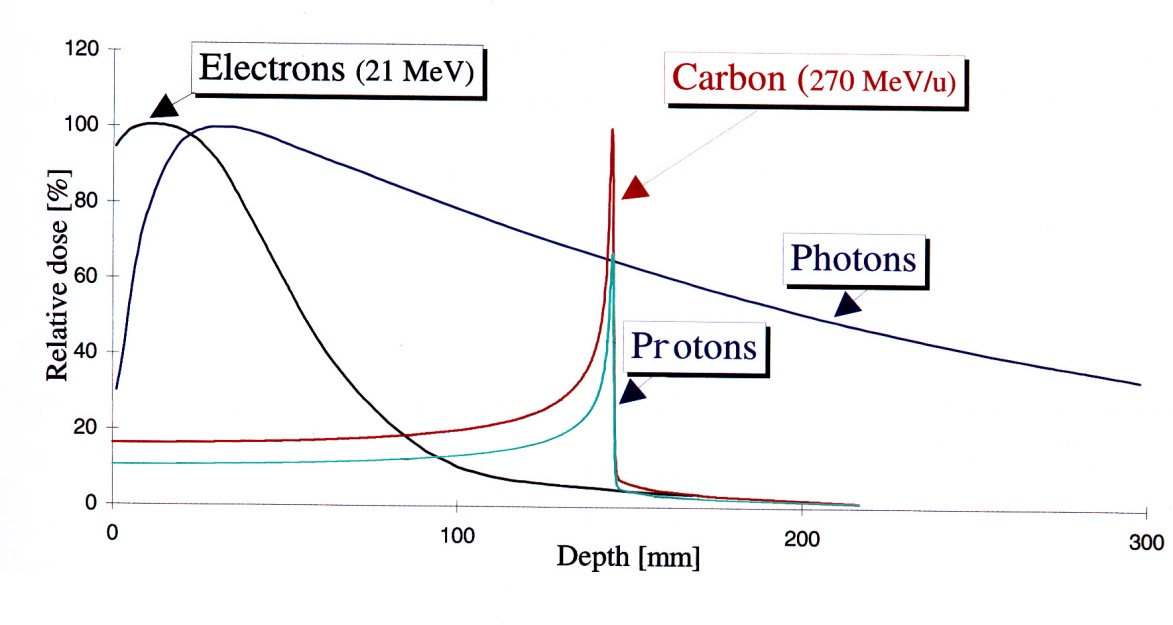 120
100
80
60
40
20
0
Relative dose [%]
Electrons (21 MeV)
Carbon (270 MeV/u)
Photons
Protons
0
100
200
300
Depth [mm]